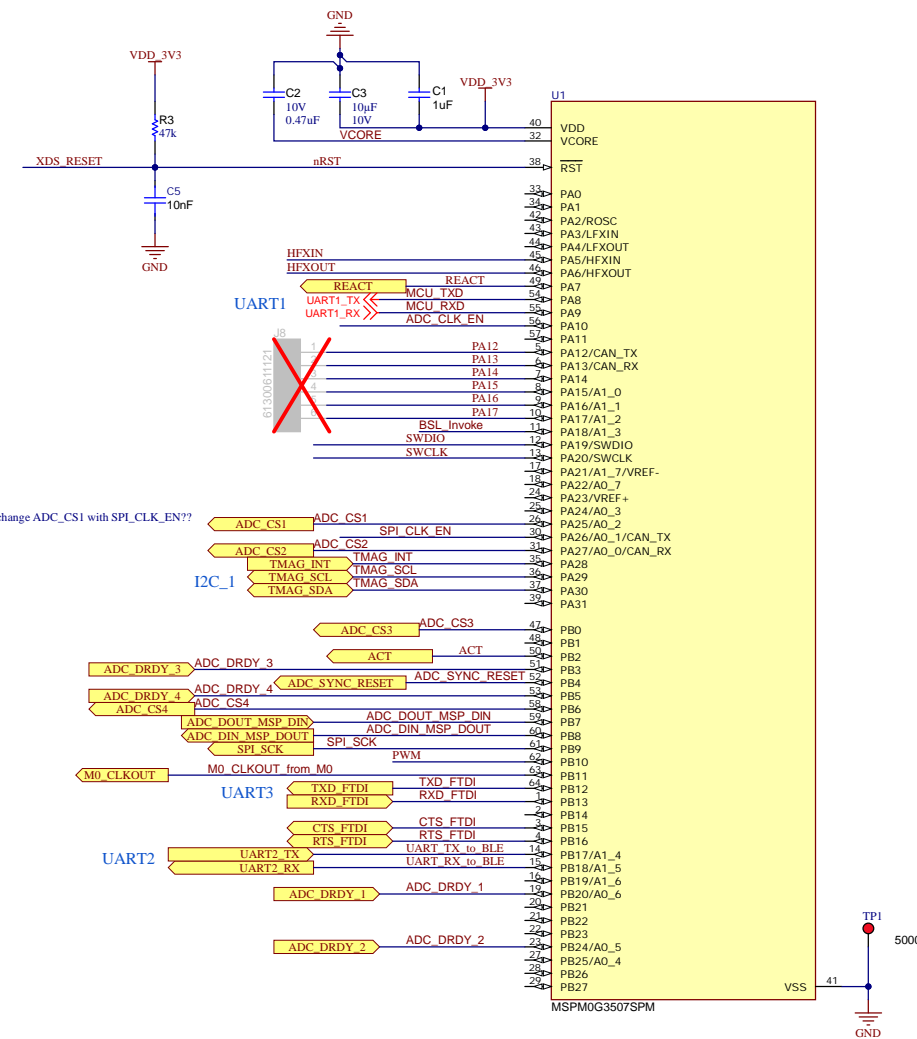 GND
VDD_3V3
C2
10V
0.47uF
C3
10µF
10V
C1
1uF
VDD_3V3
U1
R3
47k
VCORE
40 VDD
32 VCORE
XDS_RESET
nRST
38 RST
C5
10nF
GND
33 PA0
34 PA1
42 PA2/ROSC
43 PA3/LFXIN
44 PA4/LFXOUT
HFXIN 45 PA5/HFXIN
HFXOUT 46 PA6/HFXOUT
REACT REACT 49 PA7
UART1
UART1_TX MCU_TXD 54 PA8
UART1_RX MCU_RXD 55 PA9
ADC_CLK_EN 56 PA10
57 PA11
J8
61300611121
1 PA12 5 PA12/CAN_TX
PA13 6 PA13/CAN_RX
PA14 7 PA14
4 PA15 8 PA15/A1_0
PA16 9 PA16/A1_1
PA17 10 PA17/A1_2
BSL_Invoke 11 PA18/A1_3
SWDIO 12 PA19/SWDIO
SWCLK 13 PA20/SWCLK
17 PA21/A1_7/VREF-
18 PA22/A0_7
24 PA23/VREF+
25 PA24/A0_3
change ADC_CS1 with SPI_CLK_EN??
ADC_CS1 ADC_CS1 26 PA25/A0_2
SPI_CLK_EN 30 PA26/A0_1/CAN_TX
ADC_CS2 ADC_CS2 31 PA27/A0_0/CAN_RX
TMAG_INT TMAG_INT 35 PA28
I2C_1
TMAG_SCL TMAG_SCL 36 PA29
TMAG_SDA TMAG_SDA 37 PA30
39 PA31
ADC_CS3 ADC_CS3 47 PB0
48 PB1
ACT ACT 50 PB2
ADC_DRDY_3 ADC_DRDY_3 51 PB3
ADC_SYNC_RESET ADC_SYNC_RESET 52 PB4
ADC_DRDY_4 ADC_DRDY_4 53 PB5
ADC_CS4 ADC_CS4 58 PB6
ADC_DOUT_MSP_DIN ADC_DOUT_MSP_DIN 59 PB7
ADC_DIN_MSP_DOUT ADC_DIN_MSP_DOUT 60 PB8
SPI_SCK SPI_SCK 61 PB9
PWM 62 PB10
M0_CLKOUT M0_CLKOUT_from_M0 63 PB11
UART3
TXD_FTDI TXD_FTDI 64 PB12
RXD_FTDI RXD_FTDI 1 PB13
2 PB14
CTS_FTDI CTS_FTDI 3 PB15
RTS_FTDI RTS_FTDI 4 PB16
UART2
UART2_TX UART_TX_to_BLE 14 PB17/A1_4
UART2_RX UART_RX_to_BLE 15 PB18/A1_5
16 PB19/A1_6
ADC_DRDY_1 ADC_DRDY_1 19 PB20/A0_6
20 PB21
21 PB22
22 PB23
ADC_DRDY_2 ADC_DRDY_2 23 PB24/A0_5
27 PB25/A0_4
28 PB26
29 PB27
VSS 41
TP1
5000
GND
MSPM0G3507SPM